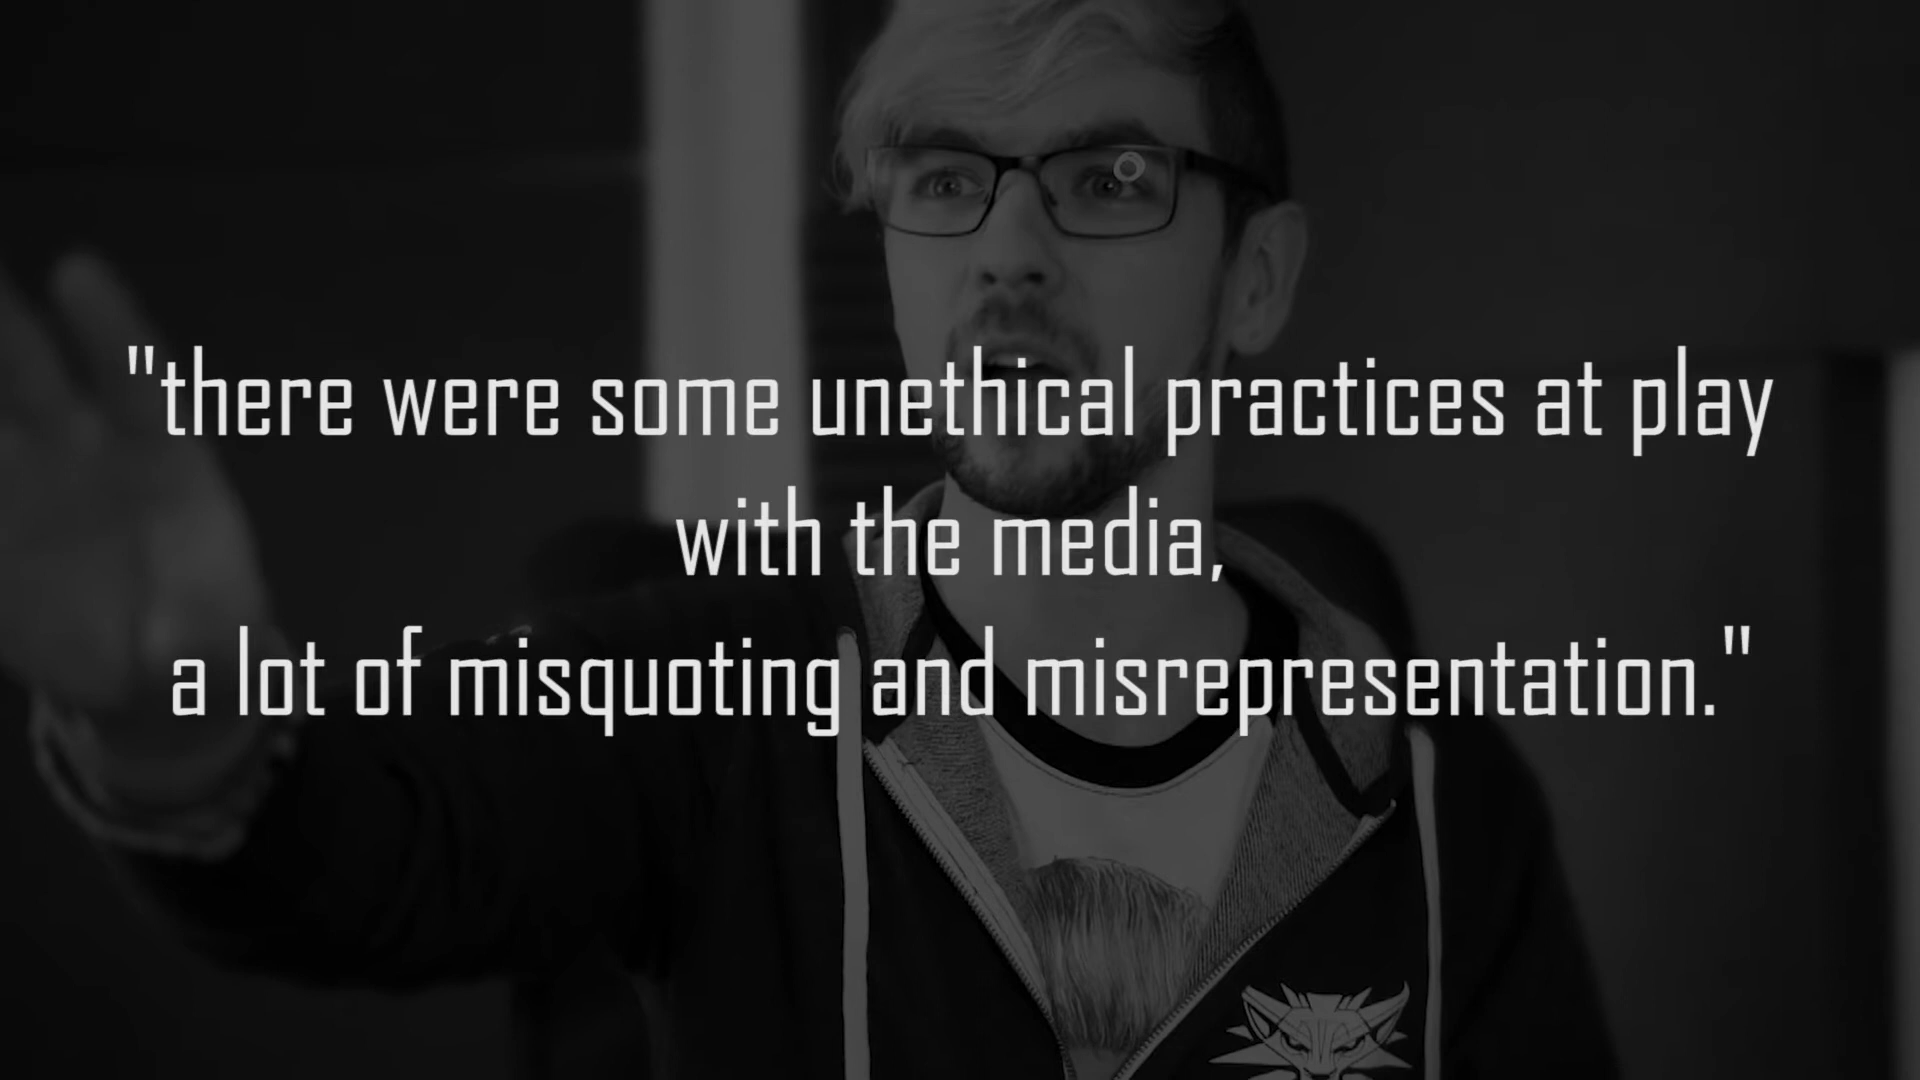 "there were some unethical practices at play
with the media,
a lot of misquoting and misrepresentation."